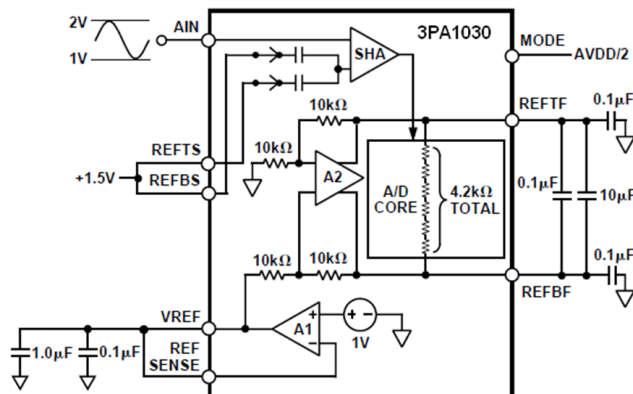 2V
1V
AIN
3PA1030
SHA
MODE
AVDD/2
REFTF
0.1μF
10kΩ
10kΩ
REFTS
REFBS
+1.5V
A2
A/D
CORE
4.2kΩ
TOTAL
0.1μF
10μF
0.1μF
10kΩ
10kΩ
REFBF
VREF
A1
+
−
+ −
1V
REF
SENSE
1.0μF
0.1μF